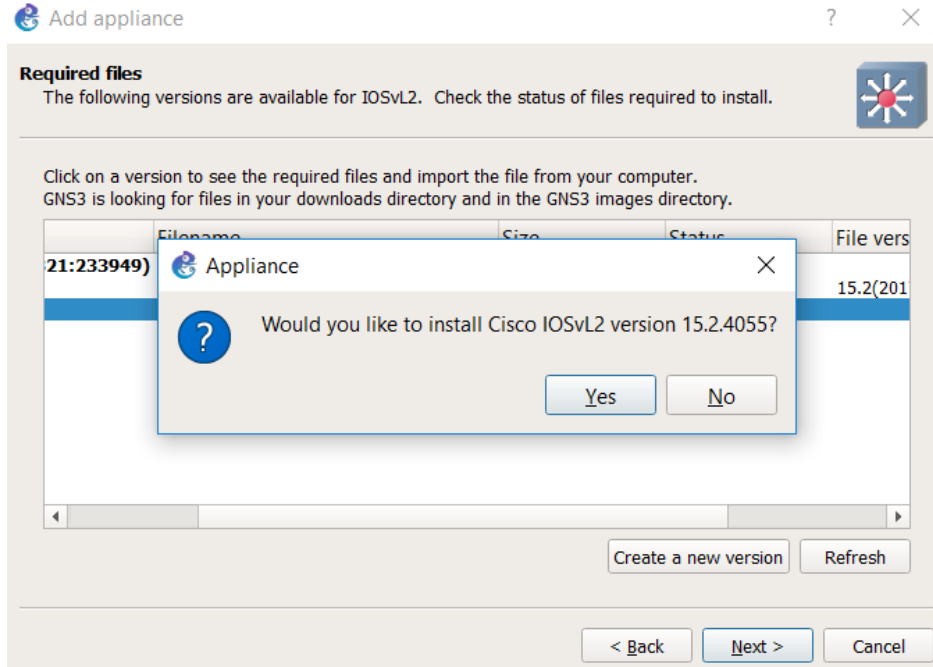 Add appliance
Required files
The following versions are available for IOSvL2. Check the status of files required to install.
Click on a version to see the required files and import the file from your computer.
GNS3 is looking for files in your downloads directory and in the GNS3 images directory.
Filename Size Status File vers
21:233949)
15.2(201
Appliance
Would you like to install Cisco IOSvL2 version 15.2.4055?
Yes No
Create a new version Refresh
< Back Next > Cancel